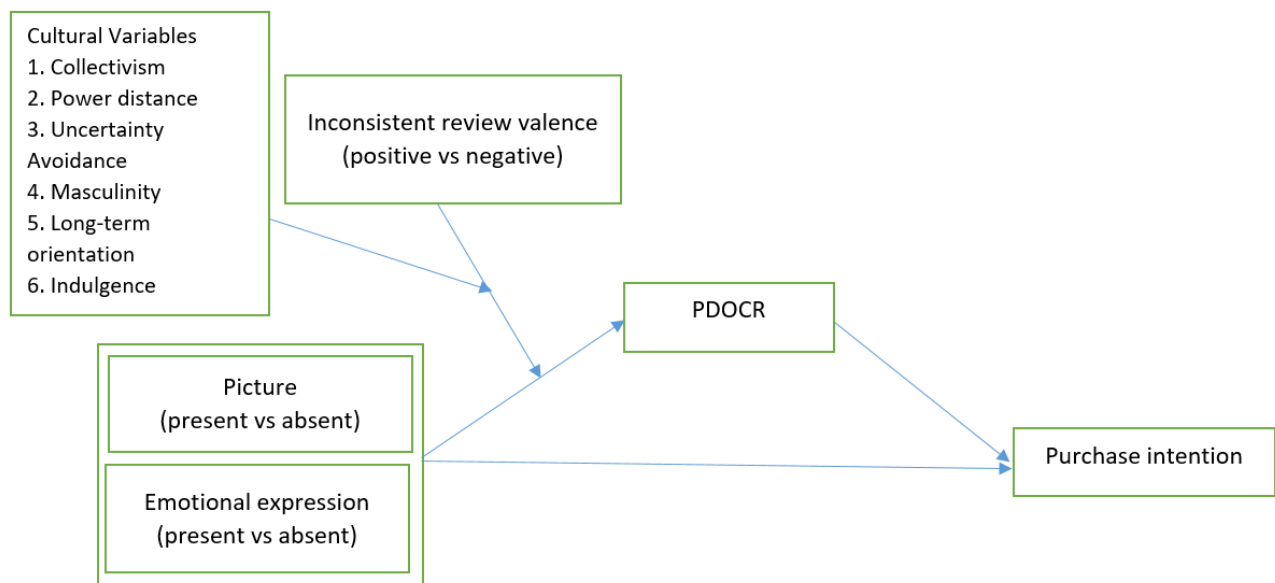 Cultural Variables
1. Collectivism
2. Power distance
3. Uncertainty
Avoidance
4. Masculinity
5. Long-term
orientation
6. Indulgence
Inconsistent review valence
(positive vs negative)
PDOCR
Picture
(present vs absent)
Emotional expression
(present vs absent)
Purchase intention